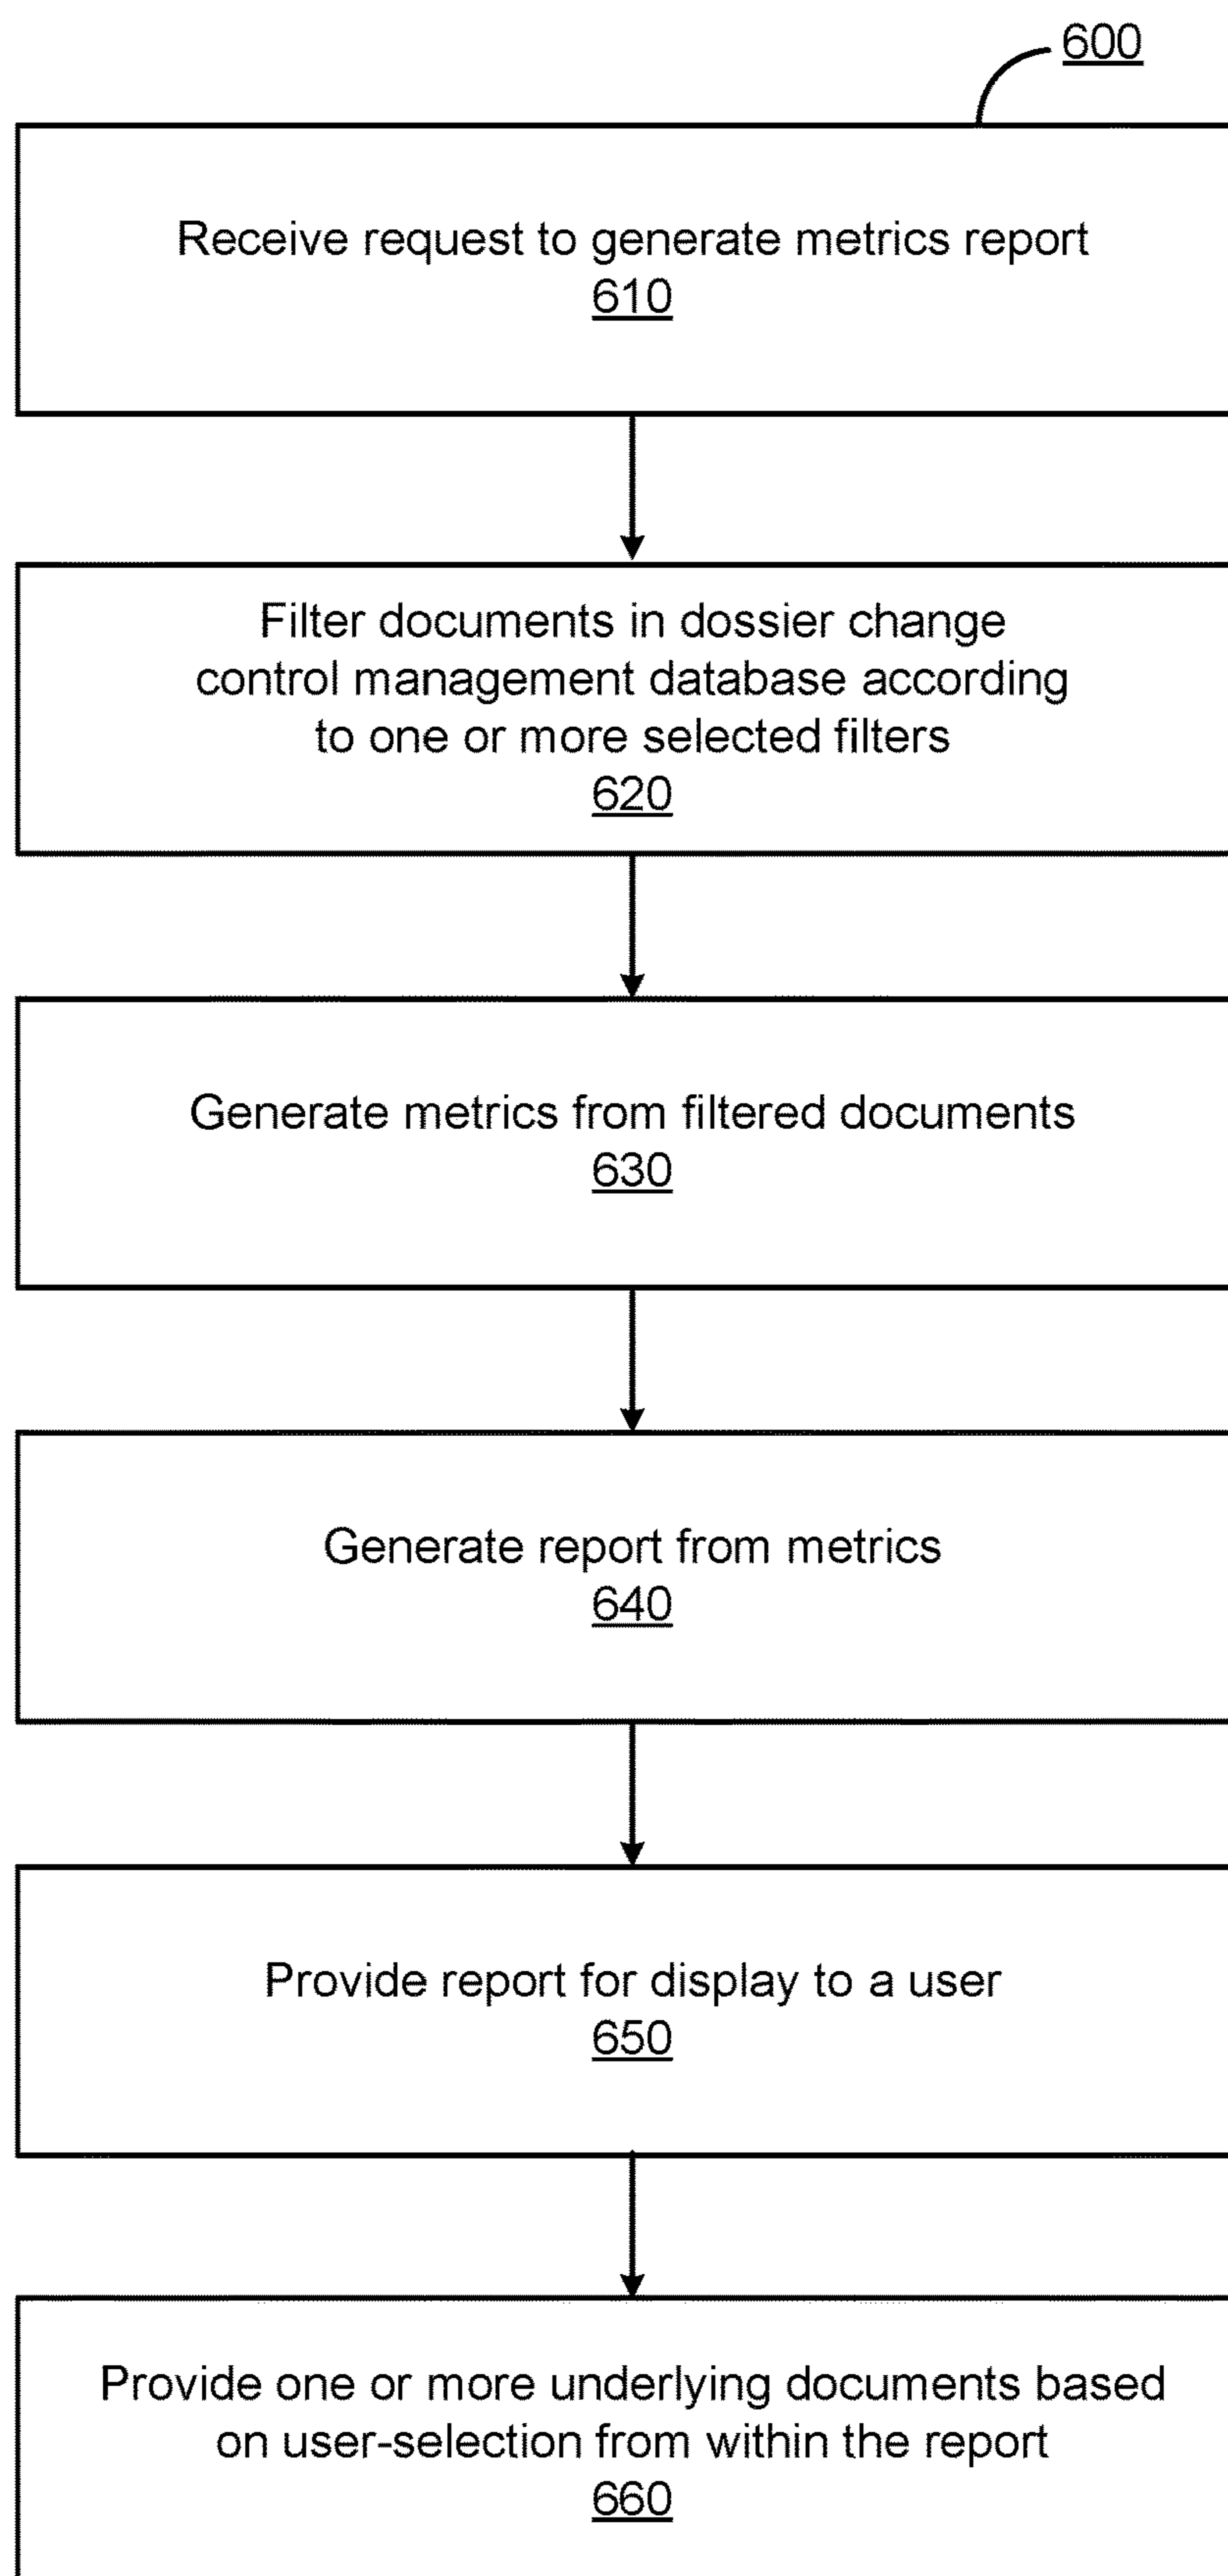 600
Receive request to generate metrics report
610
Filter documents in dossier change
control management database according
to one or more selected filters
620
Generate metrics from filtered documents
630
Generate report from metrics
640
Provide report for display to a user
650
Provide one or more underlying documents based
on user-selection from within the report
660